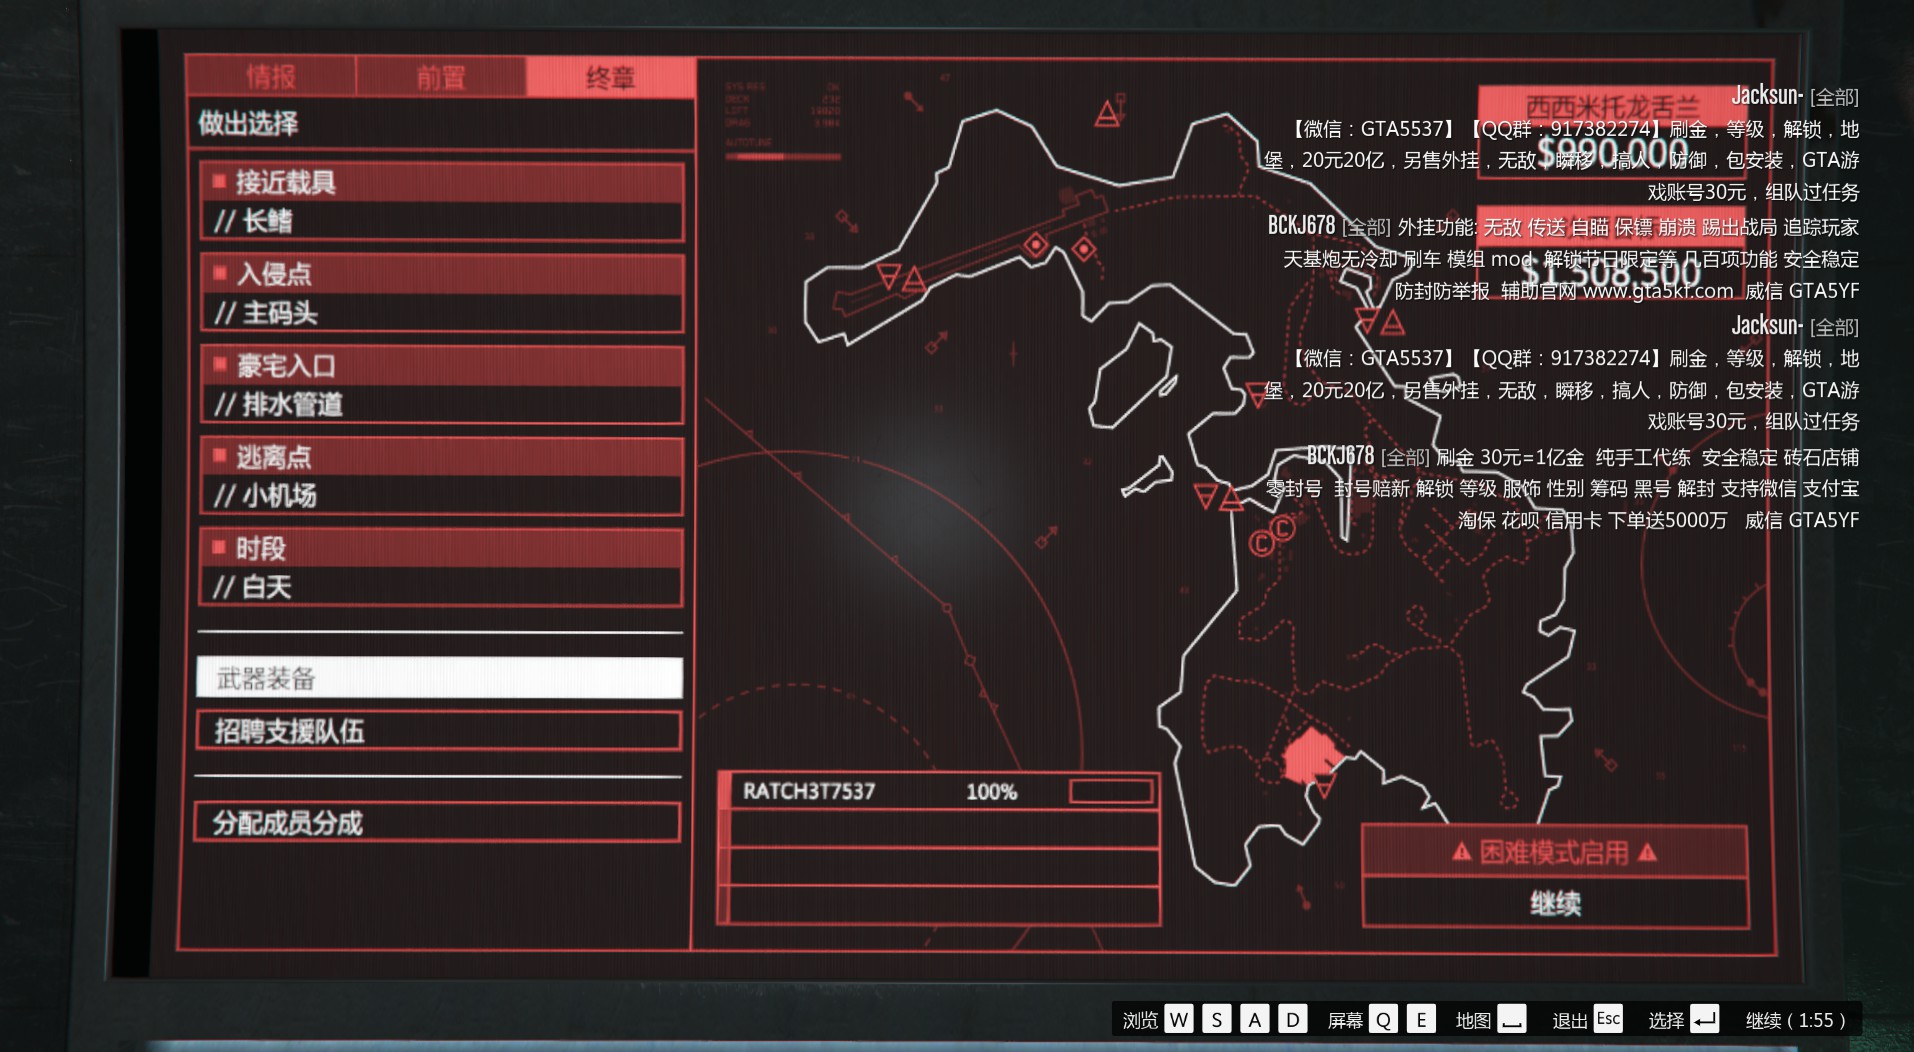 情报
前置
终章
做出选择
接近载具
// 长鳍
入侵点
// 主码头
豪宅入口
// 排水管道
逃离点
// 小机场
时段
// 白天
武器装备
招聘支援队伍
分配成员分成
AUTOTUNE
西西米托龙舌兰
$990,000
$1,508,500
Jacksun- [全部]
【微信：GTA5537】【QQ群：917382274】刷金，等级，解锁，地
堡，20元20亿，另售外挂，无敌，瞬移，搞人，防御，包安装，GTA游
戏账号30元，组队过任务
BCKJ678 [全部] 外挂功能: 无敌 传送 自瞄 保镖 崩溃 踢出战局 追踪玩家
天基炮无冷却 刷车 模组 mod 解锁节日限定等 几百项功能 安全稳定
防封防举报 辅助官网 www.gta5kf.com 威信 GTA5YF
Jacksun- [全部]
【微信：GTA5537】【QQ群：917382274】刷金，等级，解锁，地
堡，20元20亿，另售外挂，无敌，瞬移，搞人，防御，包安装，GTA游
戏账号30元，组队过任务
BCKJ678 [全部] 刷金 30元=1亿金 纯手工代练 安全稳定 砖石店铺
零封号 封号赔新 解锁 等级 服饰 性别 筹码 黑号 解封 支持微信 支付宝
淘保 花呗 信用卡 下单送5000万 威信 GTA5YF
RATCH3T7537 100%
困难模式启用
继续
浏览 W S A D 屏幕 Q E 地图 退出 Esc 选择 继续 ( 1:55 )